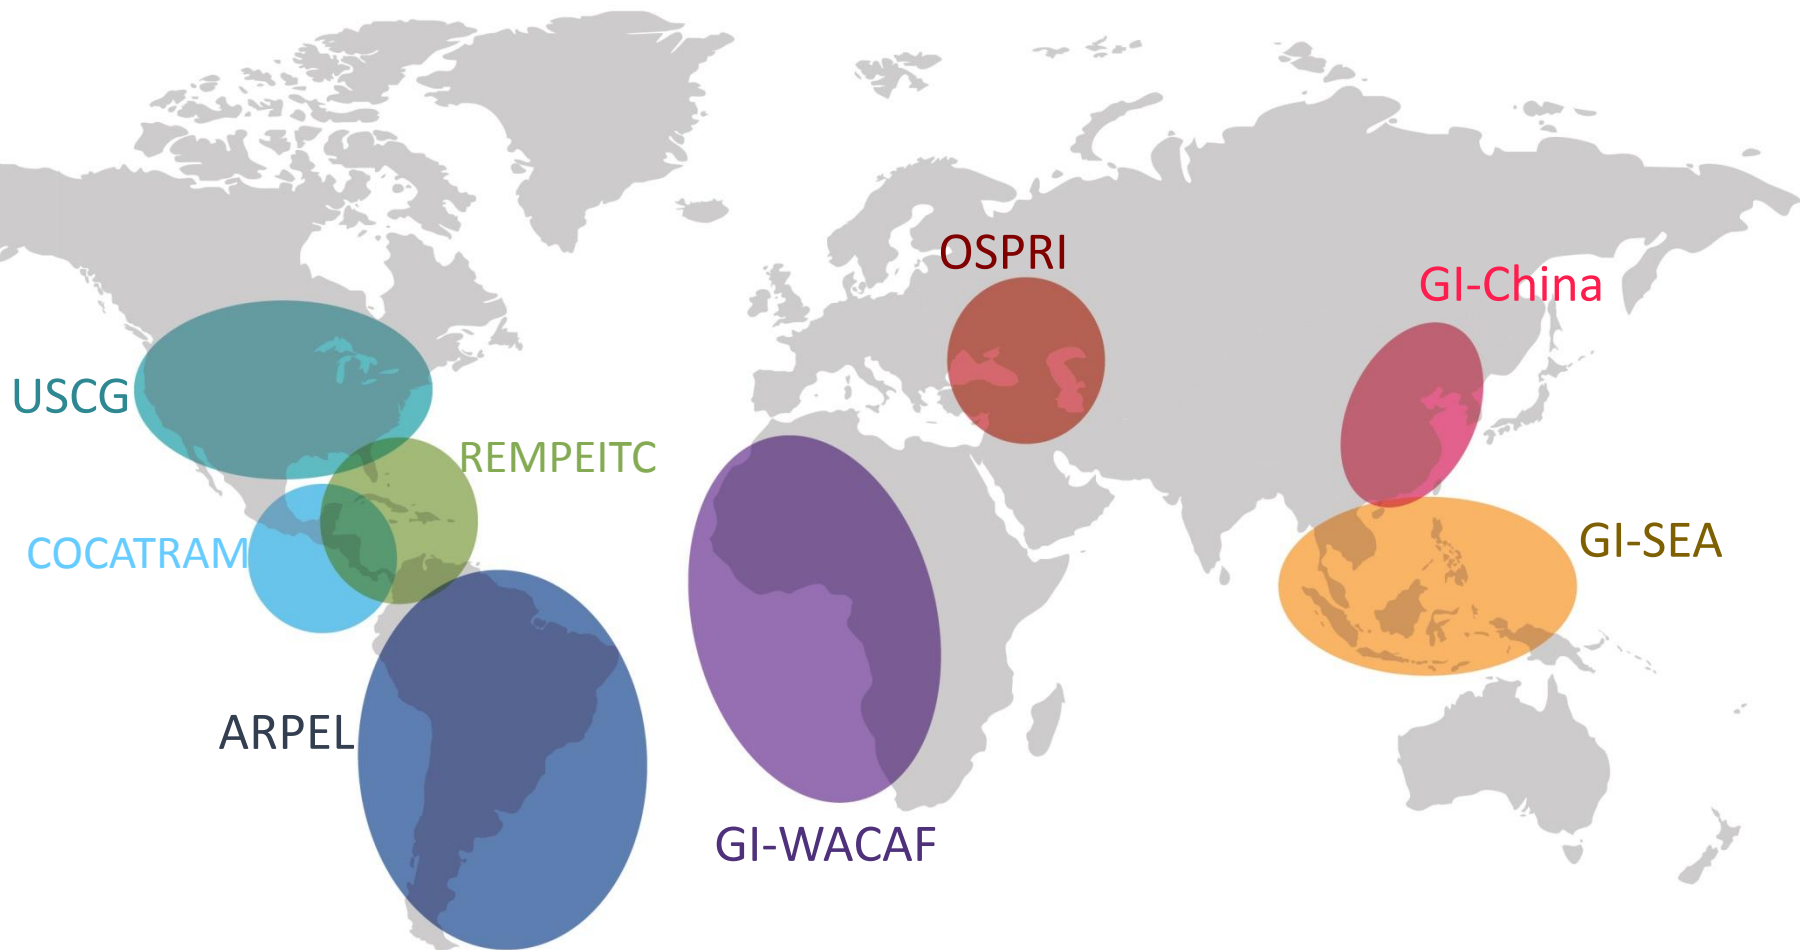 OSPRI
GI-China
USCG
REMPEITC
COCATRAM
GI-SEA
ARPEL
GI-WACAF